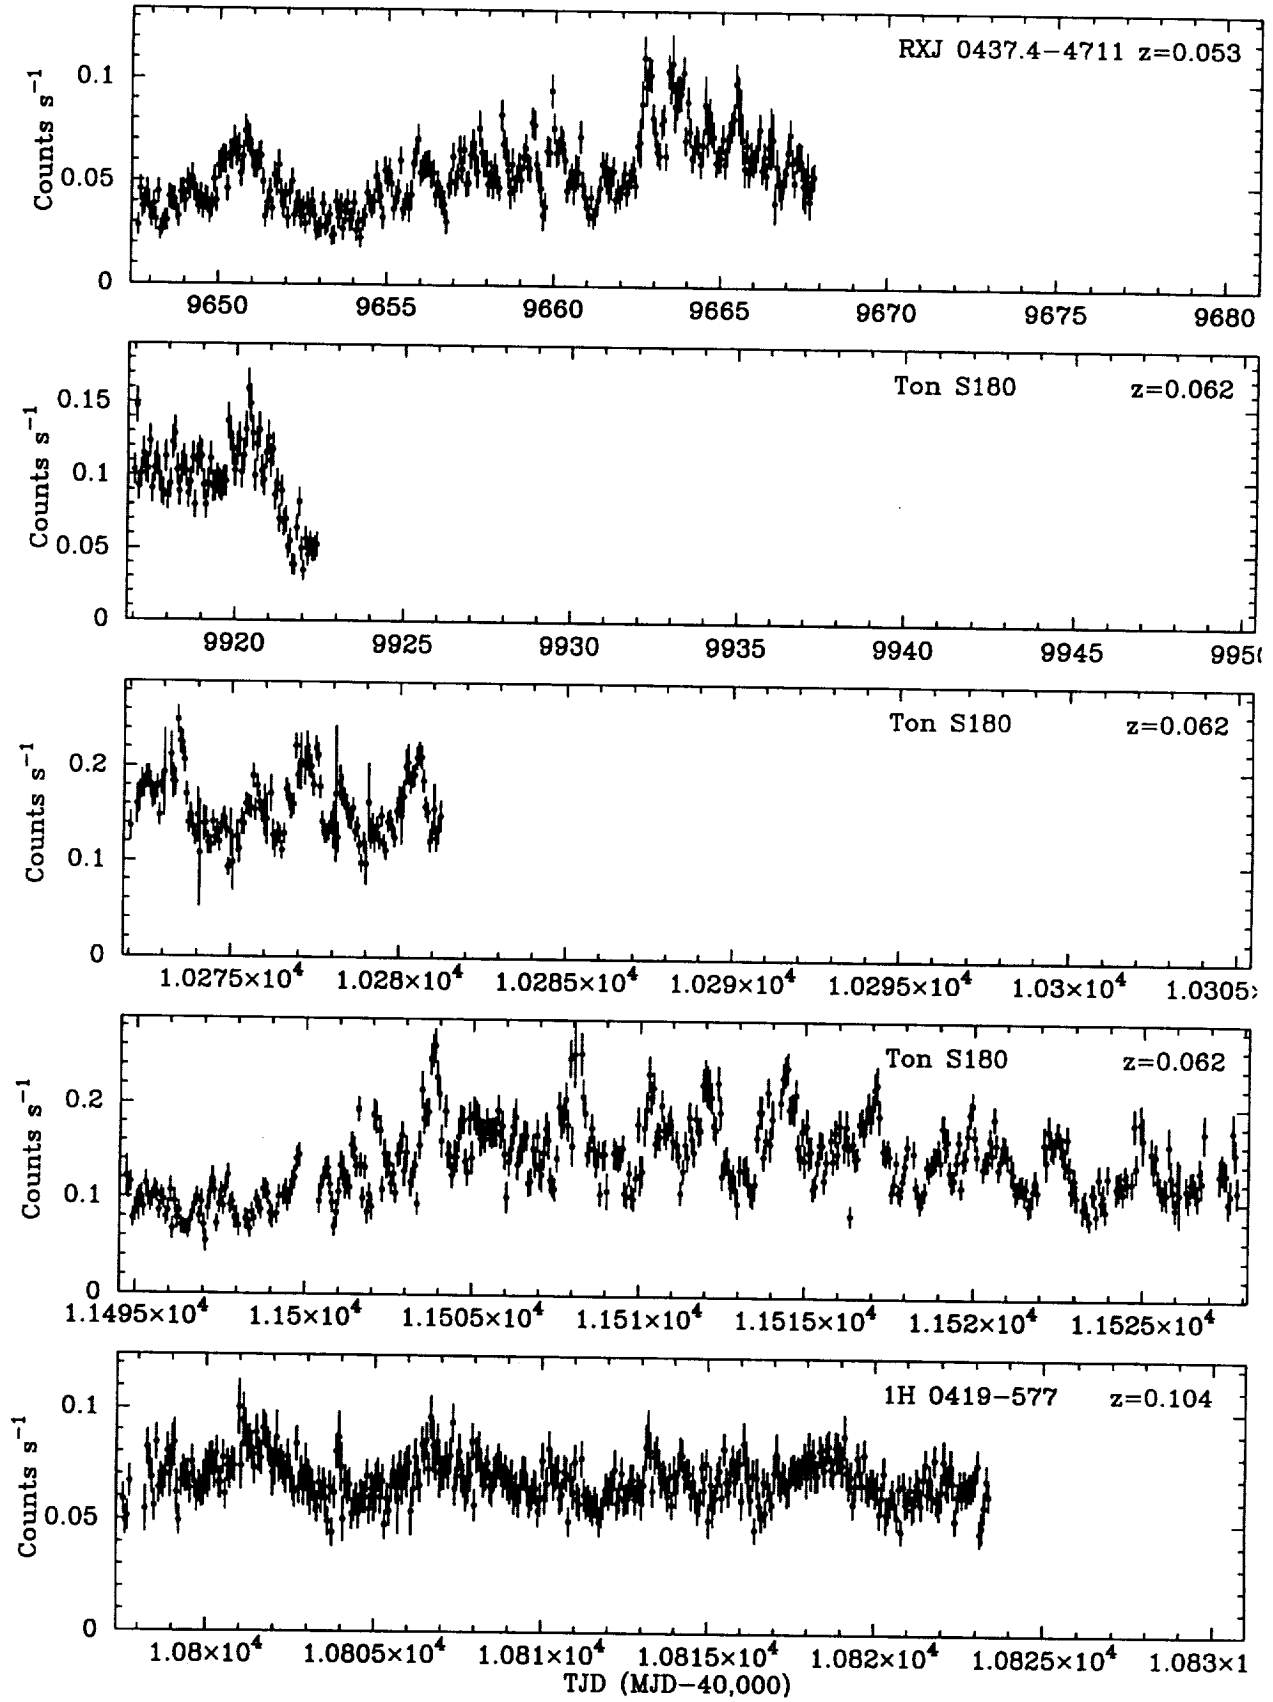 RXJ 0437.4−4711 z=0.053
Counts s⁻¹
0.1
0.05
0
9650 9655 9660 9665 9670 9675 9680
Ton S180 z=0.062
Counts s⁻¹
0.15
0.1
0.05
0
9920 9925 9930 9935 9940 9945
Ton S180 z=0.062
Counts s⁻¹
0.2
0.1
0
1.0275×10⁴ 1.028×10⁴ 1.0285×10⁴ 1.029×10⁴ 1.0295×10⁴ 1.03×10⁴ 1.0305×
Ton S180 z=0.062
Counts s⁻¹
0.2
0.1
0
1.1495×10⁴ 1.15×10⁴ 1.1505×10⁴ 1.151×10⁴ 1.1515×10⁴ 1.152×10⁴ 1.1525×10⁴
1H 0419−577 z=0.104
Counts s⁻¹
0.1
0.05
0
1.08×10⁴ 1.0805×10⁴ 1.081×10⁴ 1.0815×10⁴ 1.082×10⁴ 1.0825×10⁴ 1.083×1
TJD (MJD−40,000)